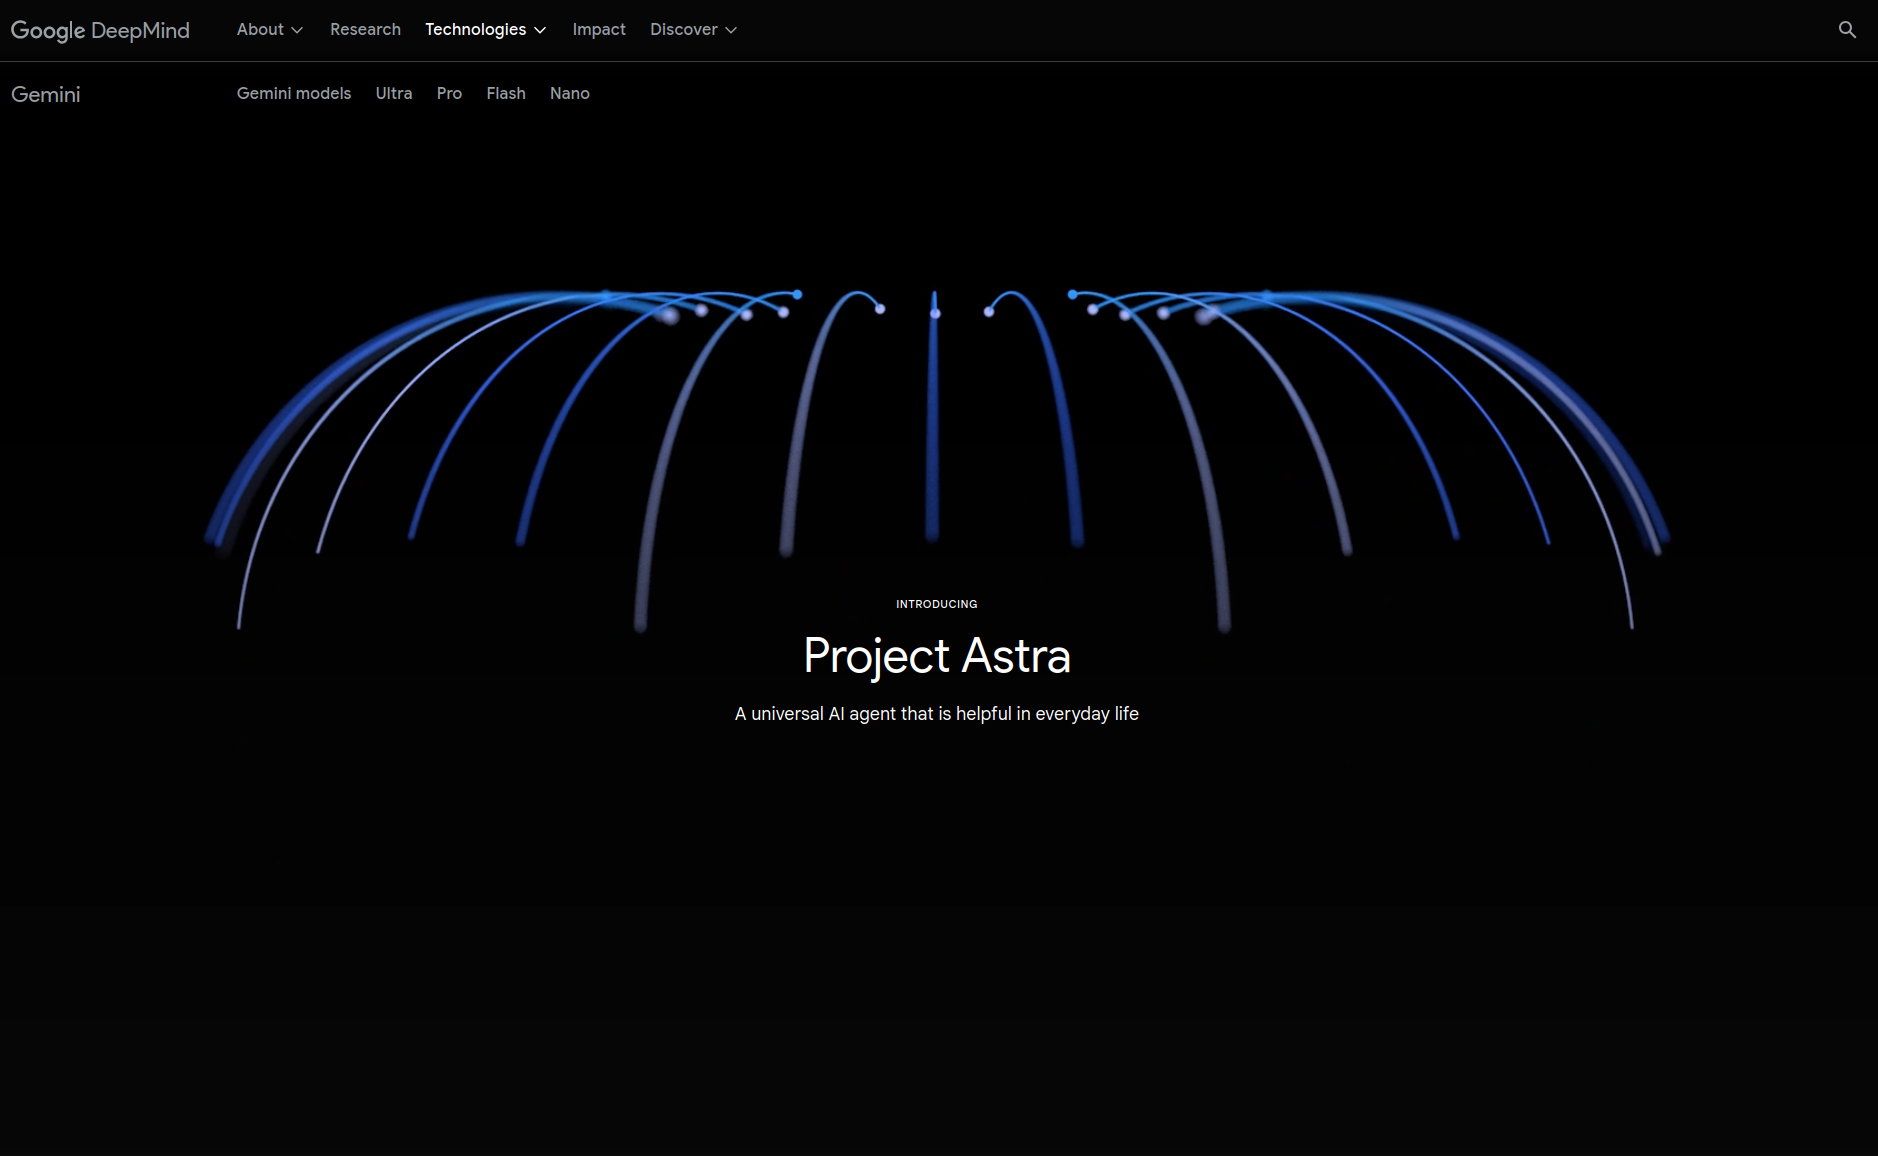 Google DeepMind About Research Technologies Impact Discover
Gemini Gemini models Ultra Pro Flash Nano
INTRODUCING
Project Astra
A universal AI agent that is helpful in everyday life